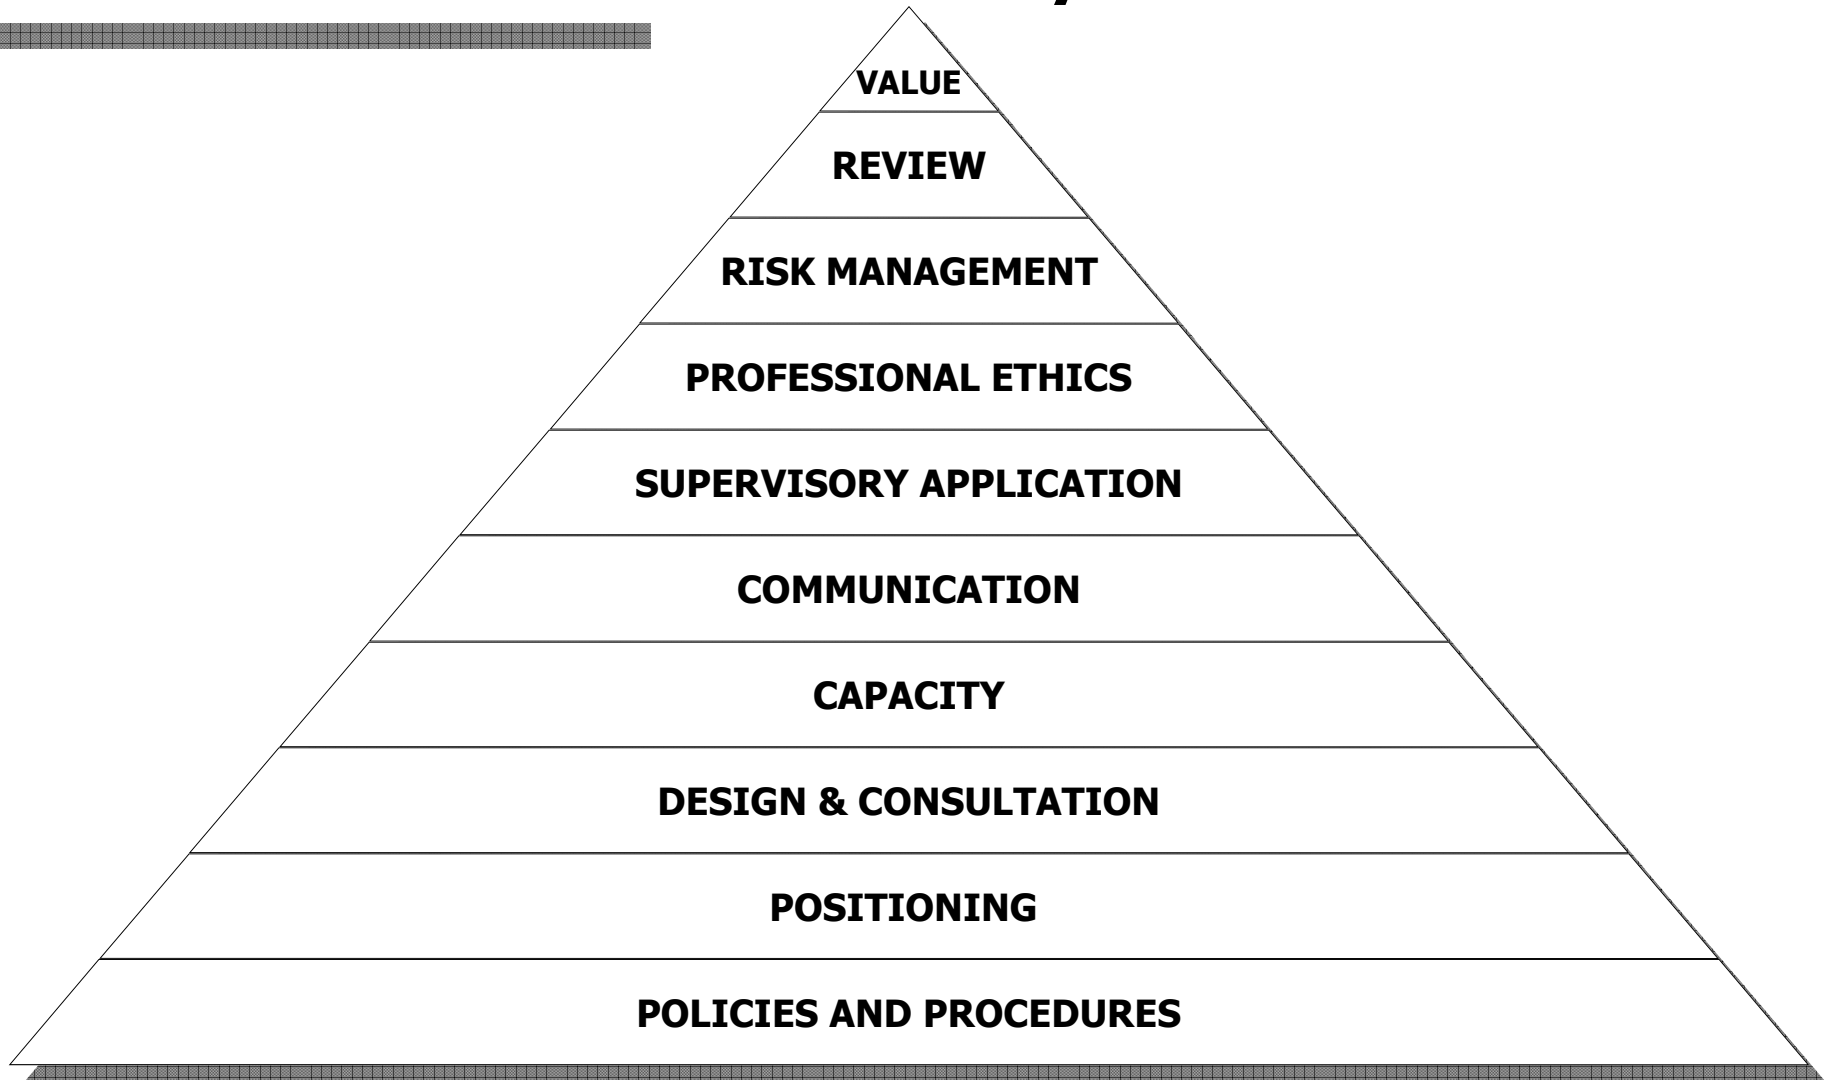 VALUE
REVIEW
RISK MANAGEMENT
PROFESSIONAL ETHICS
SUPERVISORY APPLICATION
COMMUNICATION
CAPACITY
DESIGN & CONSULTATION
POSITIONING
POLICIES AND PROCEDURES